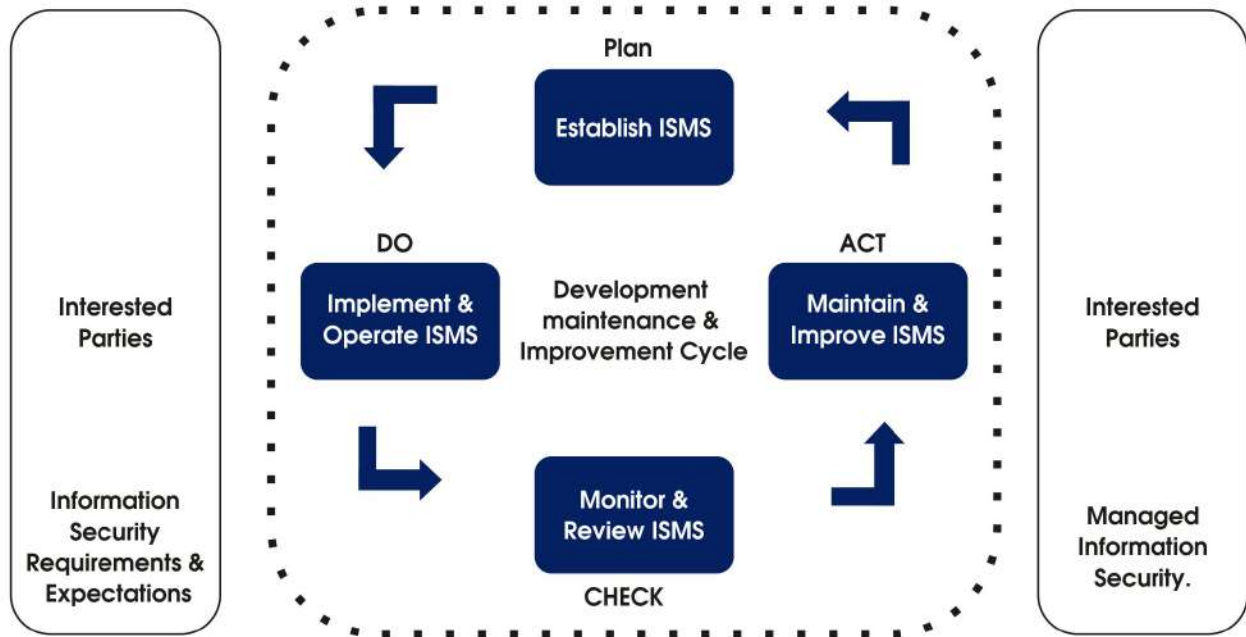 Plan
Establish ISMS
DO
Implement &
Operate ISMS
Development
maintenance &
Improvement Cycle
ACT
Maintain &
Improve ISMS
Monitor &
Review ISMS
CHECK
Interested
Parties
Information
Security
Requirements &
Expectations
Interested
Parties
Managed
Information
Security.